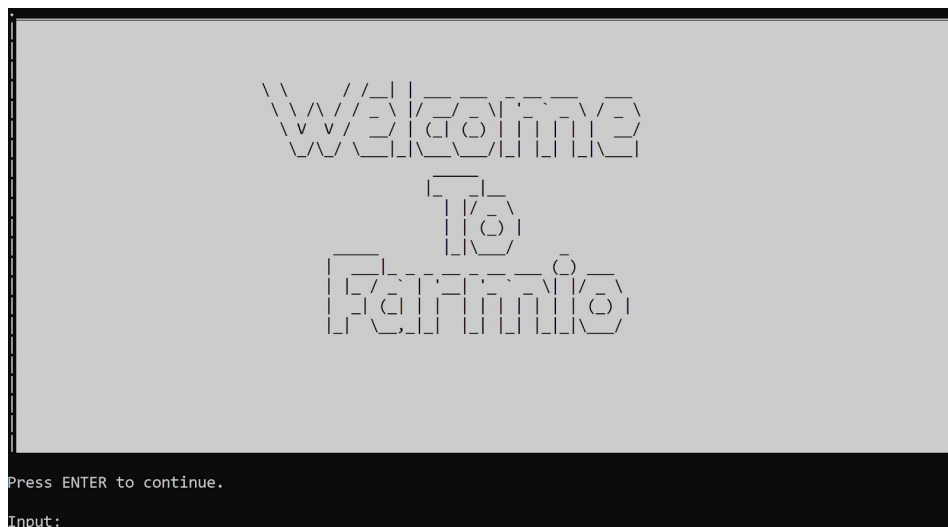 Welcome
To
Farmio
Press ENTER to continue.
Input: